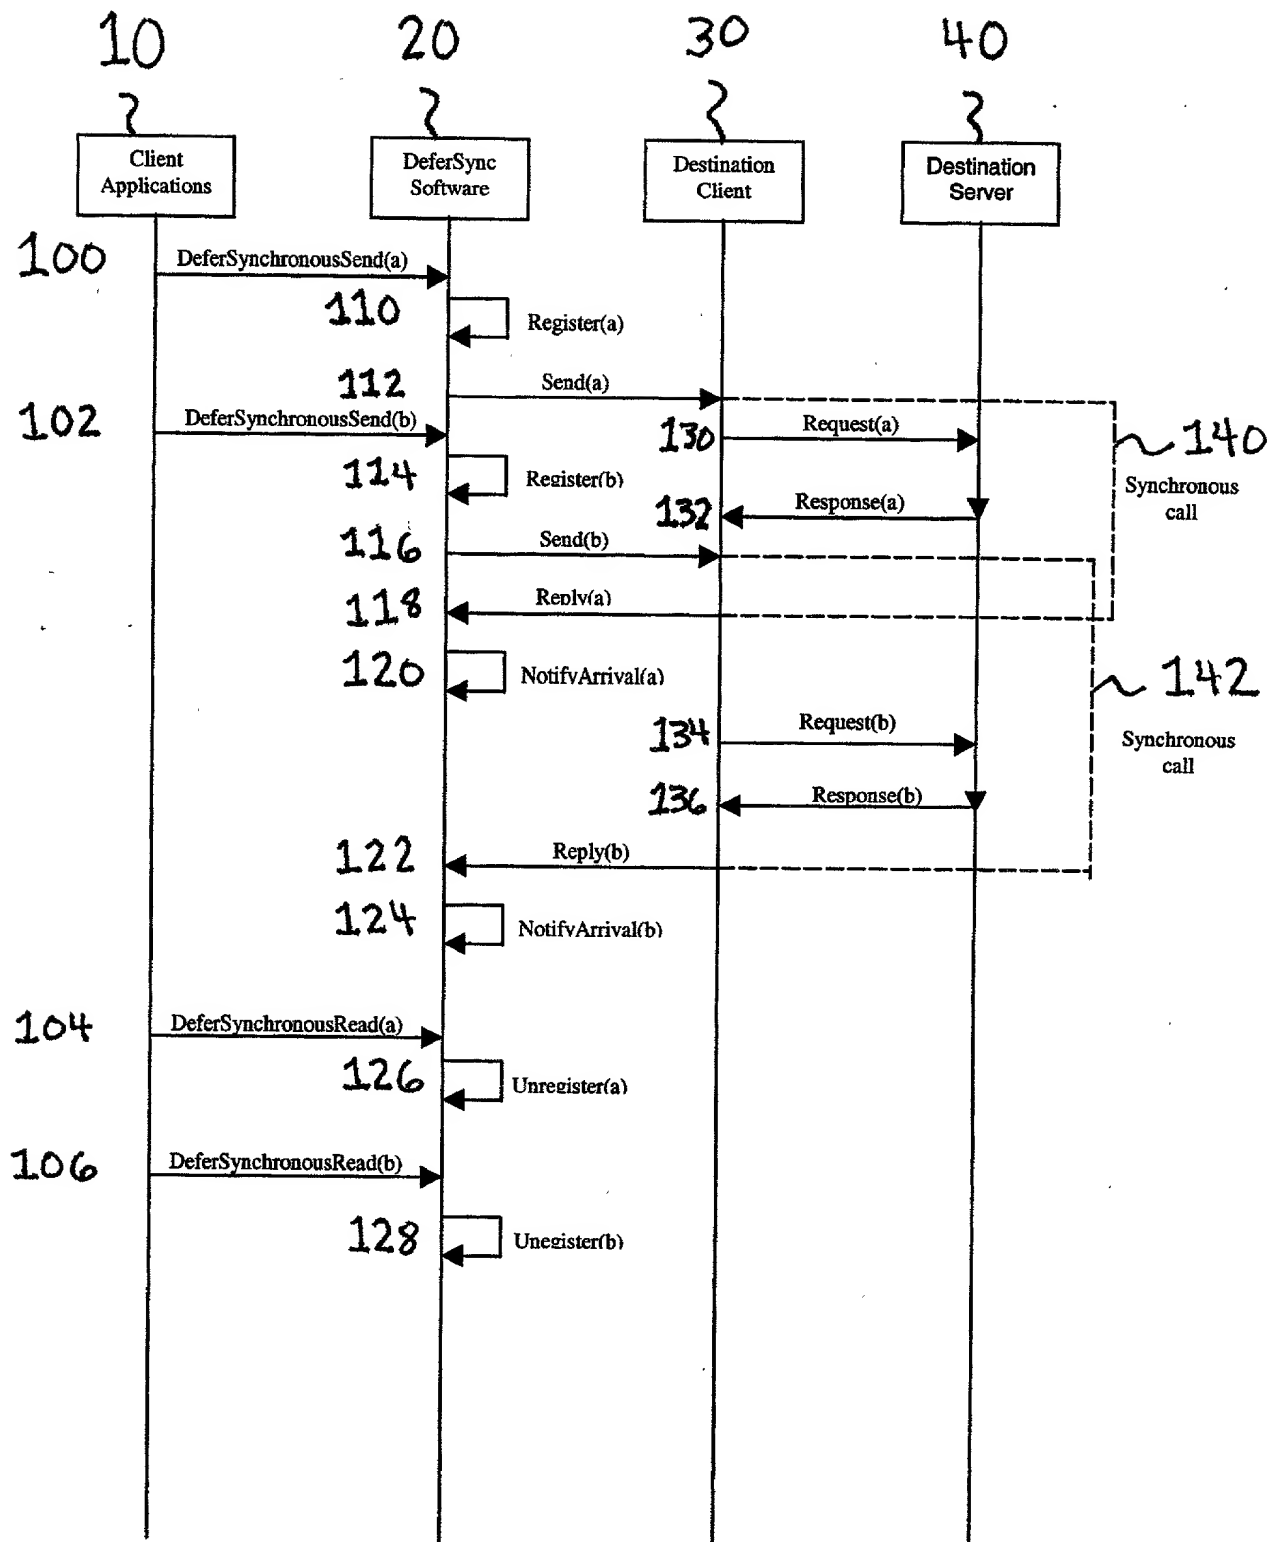 10 20 30 40
Client
Applications
DeferSync
Software
Destination
Client
Destination
Server
100 DeferSynchronousSend(a)
110 Register(a)
112 Send(a)
102 DeferSynchronousSend(b)
130 Request(a)
140
Synchronous
call
114 Register(b)
132 Response(a)
116 Send(b)
118 Reply(a)
120 NotifyArrival(a)
142
134 Request(b)
Synchronous
call
136 Response(b)
122 Reply(b)
124 NotifyArrival(b)
104 DeferSynchronousRead(a)
126 Unregister(a)
106 DeferSynchronousRead(b)
128 Unegister(b)